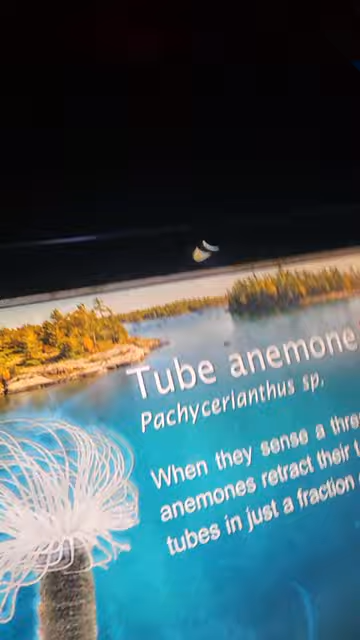 Tube anemone
Pachycerianthus sp.
When they sense a
anemones retract their
tubes in just a fraction